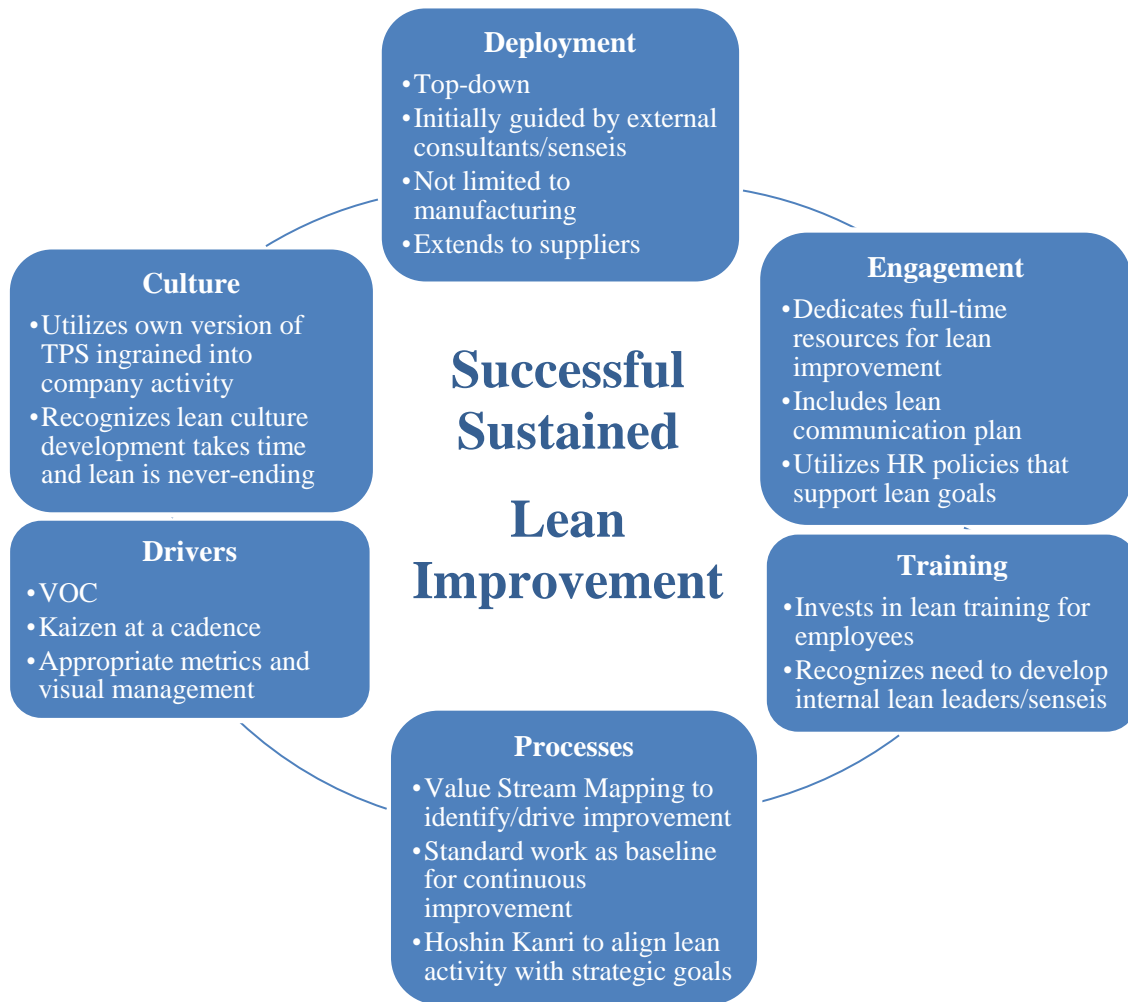 Deployment
•Top-down
•Initially guided by external
consultants/senseis
•Not limited to
manufacturing
•Extends to suppliers
Engagement
•Dedicates full-time
resources for lean
improvement
•Includes lean
communication plan
•Utilizes HR policies that
support lean goals
Training
•Invests in lean training for
employees
•Recognizes need to develop
internal lean leaders/senseis
Processes
•Value Stream Mapping to
identify/drive improvement
•Standard work as baseline
for continuous
improvement
•Hoshin Kanri to align lean
activity with strategic goals
Drivers
•VOC
•Kaizen at a cadence
•Appropriate metrics and
visual management
Culture
•Utilizes own version of
TPS ingrained into
company activity
•Recognizes lean culture
development takes time
and lean is never-ending
Successful
Sustained
Lean
Improvement